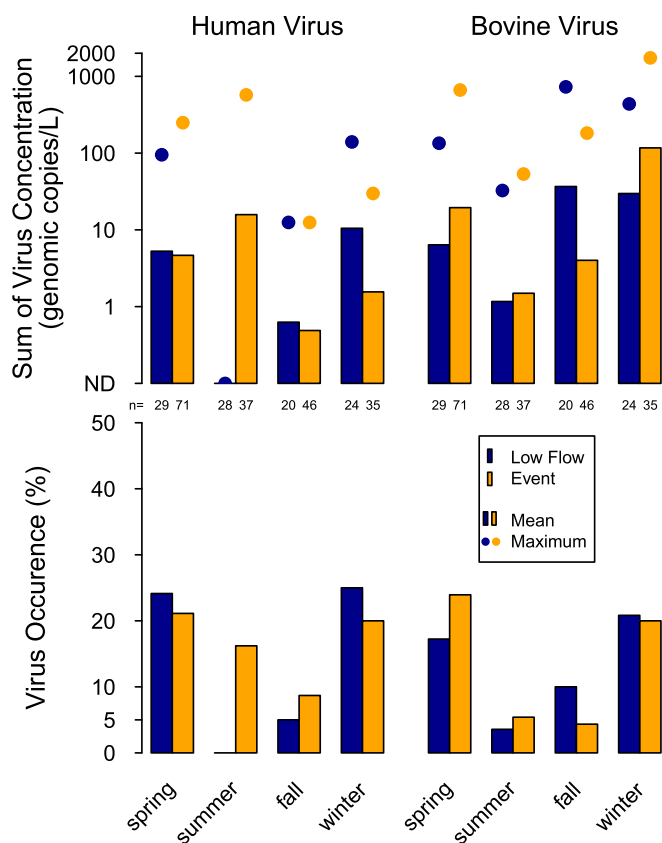 Human Virus Bovine Virus
Sum of Virus Concentration
(genomic copies/L)
2000
1000
100
10
1
ND
n= 29 71 28 37 20 46 24 35 29 71 28 37 20 46 24 35
Virus Occurence (%)
50
40
30
20
10
5
0
Low Flow
Event
Mean
Maximum
spring summer fall winter spring summer fall winter